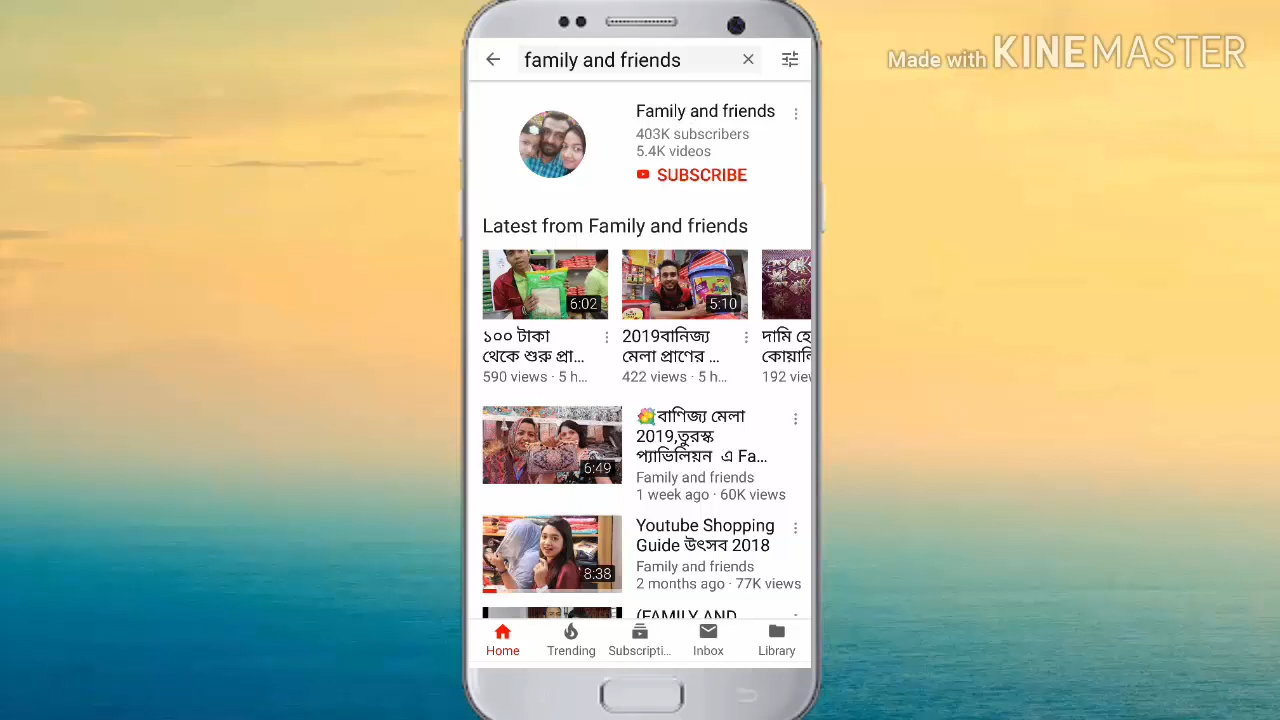 Made with KINEMASTER
family and friends
Family and friends
403K subscribers
5.4K videos
SUBSCRIBE
Latest from Family and friends
6:02
5:10
১০০ টাকা
থেকে শুরু প্রা...
590 views · 5 h...
2019বানিজ্য
মেলা প্রাণের ...
422 views · 5 h...
দামি হে
কোয়ালি
192 view
6:49
বাণিজ্য মেলা
2019,তুরস্ক
প্যাভিলিয়ন এ Fa...
Family and friends
1 week ago · 60K views
8:38
Youtube Shopping
Guide উৎসব 2018
Family and friends
2 months ago · 77K views
(FAMILY AND
Home
Trending
Subscripti...
Inbox
Library